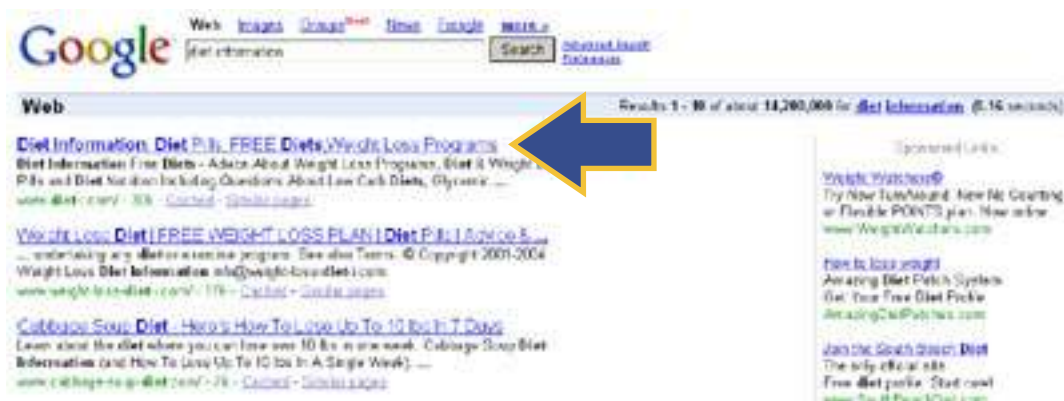 Web Images Groups News Froogle more »
Google diet information Search Advanced Search
Preferences
Web Results 1 - 10 of about 14,200,000 for diet information. (0.16 seconds)
Diet Information, Diet Pills, FREE Diets, Weight Loss Programs
Diet Information Free Diets - Advice About Weight Loss Programs, Diet & Weight
Pills and Diet Nutrition Including Questions About Low Carb Diets, Glycemic ...
Cached - Similar pages
Weight Loss Diet | FREE WEIGHT LOSS PLAN | Diet Pills | Advice & ...
... undertaking any diet or exercise program. See also Terms. © Copyright 2001-2004
Weight Loss Diet Information info@weight-loss-diet-i.com
Cached - Similar pages
Cabbage Soup Diet - Here's How To Lose Up To 10 lbs In 7 Days
Learn about the diet where you can lose over 10 lbs in one week. Cabbage Soup Diet
Information (and How To Lose Up To 10 lbs In A Single Week). ...
www.cabbage-soup-diet.com/ - 7k - Cached - Similar pages
Sponsored Links
Weight Watchers®
Try New TurnAround. New No Counting
or Flexible POINTS plan. Now online
www.WeightWatchers.com
How to loss weight
Amazing Diet Patch System
Get Your Free Diet Profile
AmazingDietPatches.com
Join the South Beach Diet
The only official site
Free diet profile. Start now!
www.SouthBeachDiet.com